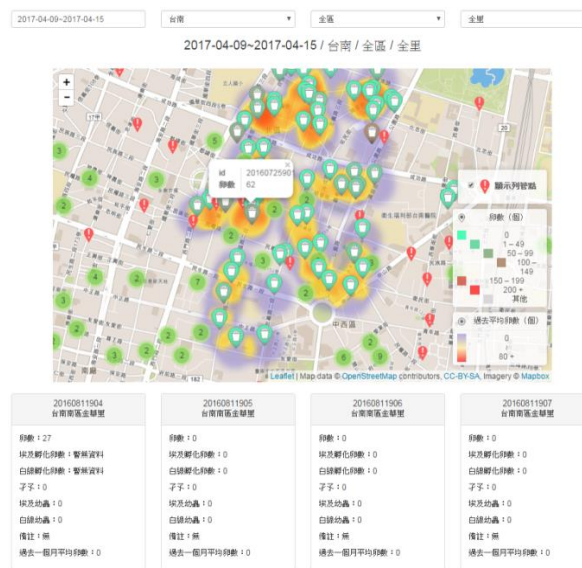 2017-04-09~2017-04-15
台南
全區
全里
2017-04-09~2017-04-15 / 台南 / 全區 / 全里
+
−
id 20160725901
卵數 62
顯示列管點
卵數（個）
0
1 – 49
50 – 99
100 – 149
150 – 199
200 +
其他
過去平均卵數（個）
0
80 +
中西區
Leaflet | Map data © OpenStreetMap contributors, CC-BY-SA, Imagery © Mapbox
20160811904
台南南區金華里
卵數：27
埃及孵化卵數：暫無資料
白線孵化卵數：暫無資料
孑孓：0
埃及幼蟲：0
白線幼蟲：0
備註：無
過去一個月平均卵數：0
20160811905
台南南區金華里
卵數：0
埃及孵化卵數：0
白線孵化卵數：0
孑孓：0
埃及幼蟲：0
白線幼蟲：0
備註：無
過去一個月平均卵數：0
20160811906
台南南區金華里
卵數：0
埃及孵化卵數：0
白線孵化卵數：0
孑孓：0
埃及幼蟲：0
白線幼蟲：0
備註：無
過去一個月平均卵數：0
20160811907
台南南區金華里
卵數：0
埃及孵化卵數：0
白線孵化卵數：0
孑孓：0
埃及幼蟲：0
白線幼蟲：0
備註：無
過去一個月平均卵數：0